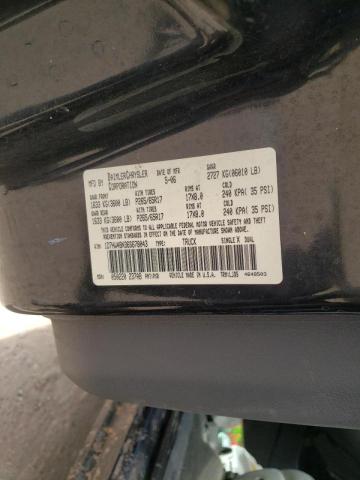 MFD BY DAIMLERCHRYSLER CORPORATION DATE OF MFR 5-06 GVWR 2727 KG(06010 LB)
GAWR FRONT WITH TIRES RIMS COLD
1633 KG(3600 LB) P265/65R17 17X8.0 240 KPA( 35 PSI)
GAWR REAR WITH TIRES RIMS COLD
1633 KG(3600 LB) P265/65R17 17X8.0 240 KPA( 35 PSI)
THIS VEHICLE CONFORMS TO ALL APPLICABLE FEDERAL MOTOR VEHICLE SAFETY AND THEFT
PREVENTION STANDARDS IN EFFECT ON THE DATE OF MANUFACTURE SHOWN ABOVE.
VIN: TYPE: TRUCK SINGLE X DUAL
MDH: 050220 VEHICLE MADE IN U.S.A.